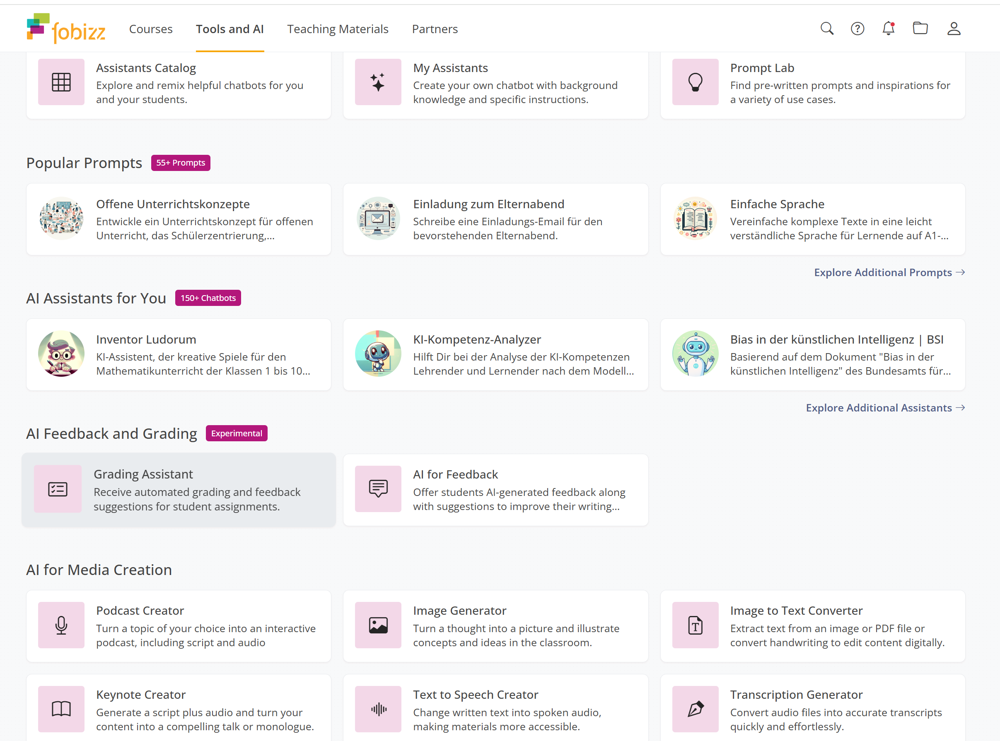 fobizz
Courses
Tools and AI
Teaching Materials
Partners
Assistants Catalog
Explore and remix helpful chatbots for you
and your students.
My Assistants
Create your own chatbot with background
knowledge and specific instructions.
Prompt Lab
Find pre-written prompts and inspirations for
a variety of use cases.
Popular Prompts
55+ Prompts
Offene Unterrichtskonzepte
Entwickle ein Unterrichtskonzept für offenen
Unterricht, das Schülerzentrierung,...
Einladung zum Elternabend
Schreibe eine Einladungs-Email für den
bevorstehenden Elternabend.
Einfache Sprache
Vereinfache komplexe Texte in eine leicht
verständliche Sprache für Lernende auf A1-...
Explore Additional Prompts →
AI Assistants for You
150+ Chatbots
Inventor Ludorum
KI-Assistent, der kreative Spiele für den
Mathematikunterricht der Klassen 1 bis 10...
KI-Kompetenz-Analyzer
Hilft Dir bei der Analyse der KI-Kompetenzen
Lehrender und Lernender nach dem Modell...
Bias in der künstlichen Intelligenz | BSI
Basierend auf dem Dokument "Bias in der
künstlichen Intelligenz" des Bundesamts für...
Explore Additional Assistants →
AI Feedback and Grading
Experimental
Grading Assistant
Receive automated grading and feedback
suggestions for student assignments.
AI for Feedback
Offer students AI-generated feedback along
with suggestions to improve their writing...
AI for Media Creation
Podcast Creator
Turn a topic of your choice into an interactive
podcast, including script and audio
Image Generator
Turn a thought into a picture and illustrate
concepts and ideas in the classroom.
Image to Text Converter
Extract text from an image or PDF file or
convert handwriting to edit content digitally.
Keynote Creator
Generate a script plus audio and turn your
content into a compelling talk or monologue.
Text to Speech Creator
Change written text into spoken audio,
making materials more accessible.
Transcription Generator
Convert audio files into accurate transcripts
quickly and effortlessly.